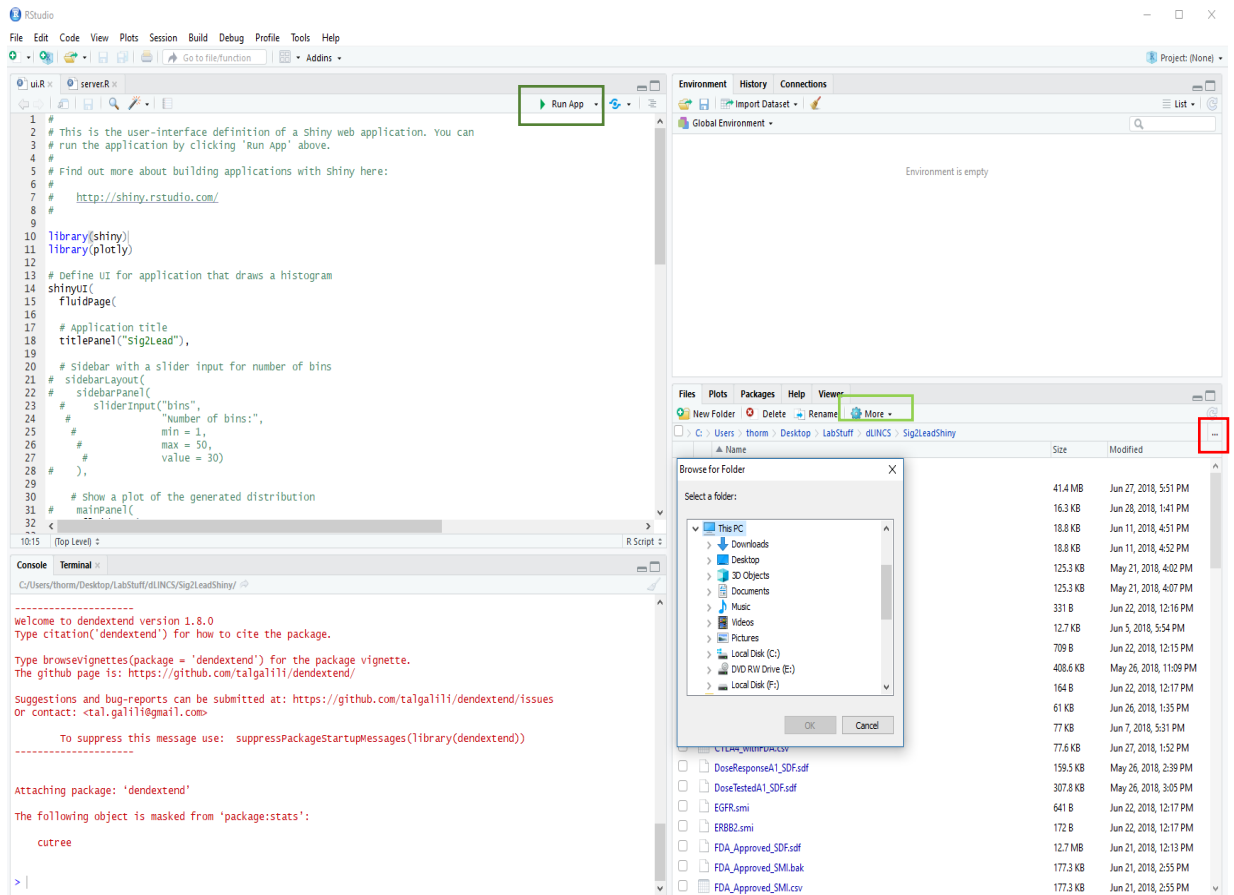 RStudio
File Edit Code View Plots Session Build Debug Profile Tools Help
Go to file/function
Addins
Project: (None)
ui.R
server.R
Run App
1 #
2 # This is the user-interface definition of a Shiny web application. You can
3 # run the application by clicking 'Run App' above.
4 #
5 # Find out more about building applications with Shiny here:
6 #
7 #    http://shiny.rstudio.com/
8 #
9
10 library(shiny)
11 library(plotly)
12
13 # Define UI for application that draws a histogram
14 shinyUI(
15   fluidPage(
16
17   # Application title
18   titlePanel("Sig2Lead"),
19
20   # Sidebar with a slider input for number of bins
21 # sidebarLayout(
22 #   sidebarPanel(
23   #    sliderInput("bins",
24     #           "Number of bins:",
25     #           min = 1,
26      #          max = 50,
27       #         value = 30)
28 #   ),
29
30     # Show a plot of the generated distribution
31 #   mainPanel(
32
10:15 (Top Level)
R Script
Console Terminal
C:/Users/thorm/Desktop/LabStuff/dLINCS/Sig2LeadShiny/
---------------------
Welcome to dendextend version 1.8.0
Type citation('dendextend') for how to cite the package.
Type browseVignettes(package = 'dendextend') for the package vignette.
The github page is: https://github.com/talgalili/dendextend/
Suggestions and bug-reports can be submitted at: https://github.com/talgalili/dendextend/issues
Or contact: <tal.galili@gmail.com>
To suppress this message use:  suppressPackageStartupMessages(library(dendextend))
---------------------
Attaching package: ‘dendextend’
The following object is masked from ‘package:stats’:
cutree
>
Environment History Connections
Import Dataset
List
Global Environment
Environment is empty
Files Plots Packages Help Viewer
New Folder Delete Rename More
C: > Users > thorm > Desktop > LabStuff > dLINCS > Sig2LeadShiny
...
Name Size Modified
Browse for Folder
Select a folder:
This PC
Downloads
Desktop
3D Objects
Documents
Music
Videos
Pictures
Local Disk (C:)
DVD RW Drive (E:)
Local Disk (F:)
OK Cancel
41.4 MB Jun 27, 2018, 5:51 PM
16.3 KB Jun 28, 2018, 1:41 PM
18.8 KB Jun 11, 2018, 4:51 PM
18.8 KB Jun 11, 2018, 4:52 PM
125.3 KB May 21, 2018, 4:02 PM
125.3 KB May 21, 2018, 4:07 PM
331 B Jun 22, 2018, 12:16 PM
12.7 KB Jun 5, 2018, 5:54 PM
709 B Jun 22, 2018, 12:15 PM
408.6 KB May 26, 2018, 11:09 PM
164 B Jun 22, 2018, 12:17 PM
61 KB Jun 26, 2018, 1:35 PM
77 KB Jun 7, 2018, 5:31 PM
CTLA4_withFDA.csv 77.6 KB Jun 27, 2018, 1:52 PM
DoseResponseA1_SDF.sdf 159.5 KB May 26, 2018, 2:39 PM
DoseTestedA1_SDF.sdf 307.8 KB May 26, 2018, 3:05 PM
EGFR.smi 641 B Jun 22, 2018, 12:17 PM
ERBB2.smi 172 B Jun 22, 2018, 12:17 PM
FDA_Approved_SDF.sdf 12.7 MB Jun 21, 2018, 12:13 PM
FDA_Approved_SMI.bak 177.3 KB Jun 21, 2018, 2:55 PM
FDA_Approved_SMI.csv 177.3 KB Jun 21, 2018, 2:55 PM